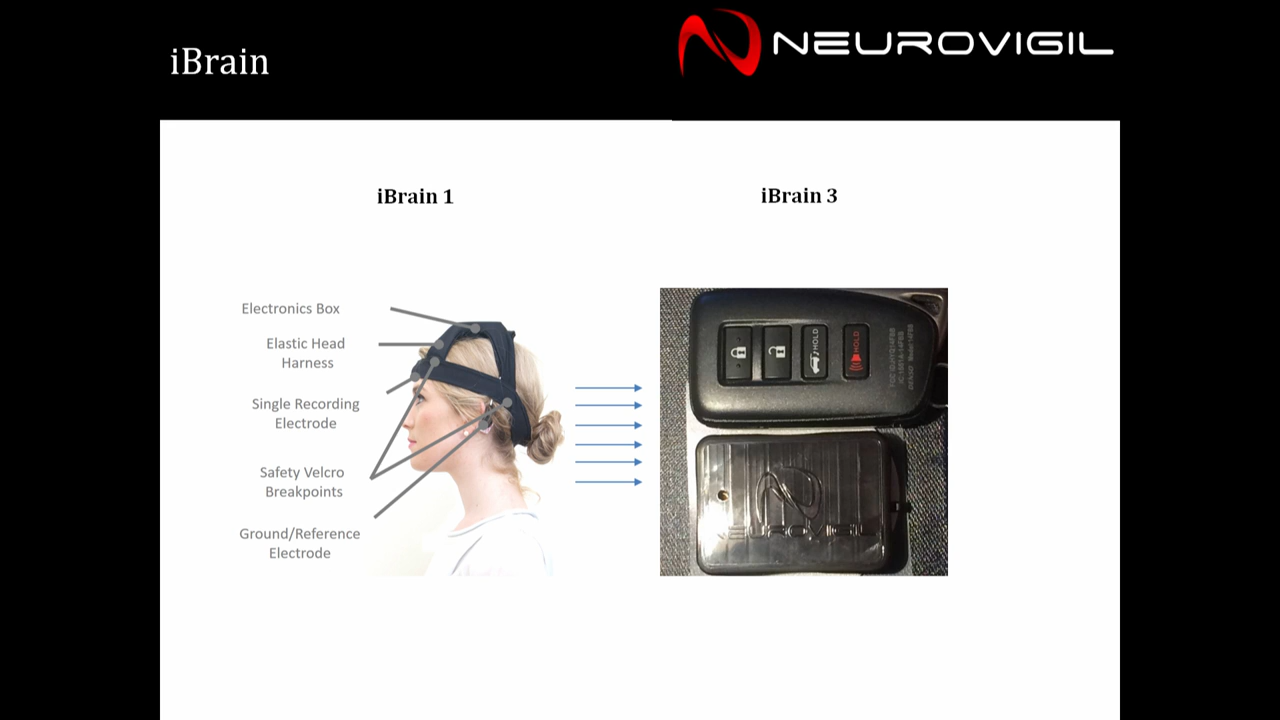 iBrain
NEUROVIGIL
iBrain 1
iBrain 3
Electronics Box
Elastic Head
Harness
Single Recording
Electrode
Safety Velcro
Breakpoints
Ground/Reference
Electrode
HOLD
HOLD
NEUROVIGIL